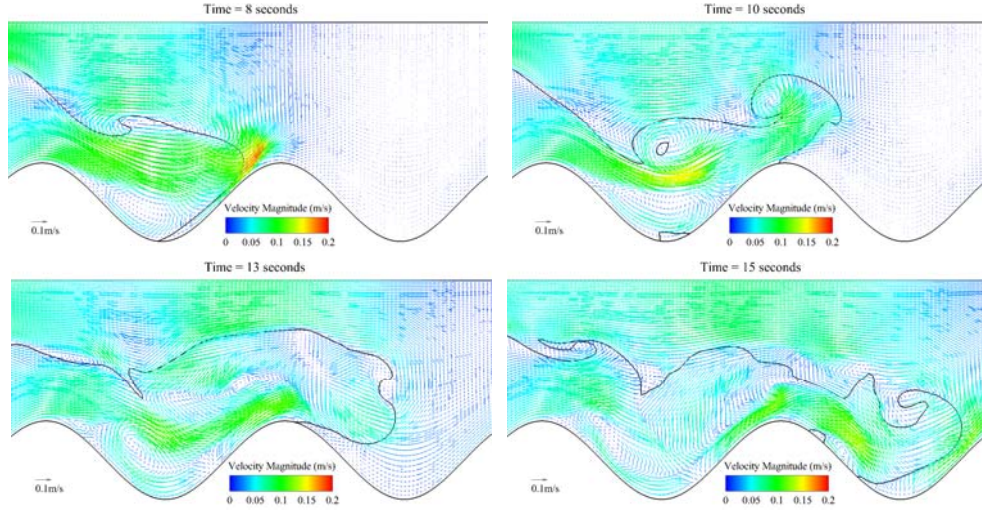 Time = 8 seconds
Time = 10 seconds
Velocity Magnitude (m/s)
0 0.05 0.1 0.15 0.2
0.1m/s
Velocity Magnitude (m/s)
0 0.05 0.1 0.15 0.2
0.1m/s
Time = 13 seconds
Time = 15 seconds
Velocity Magnitude (m/s)
0 0.05 0.1 0.15 0.2
0.1m/s
Velocity Magnitude (m/s)
0 0.05 0.1 0.15 0.2
0.1m/s